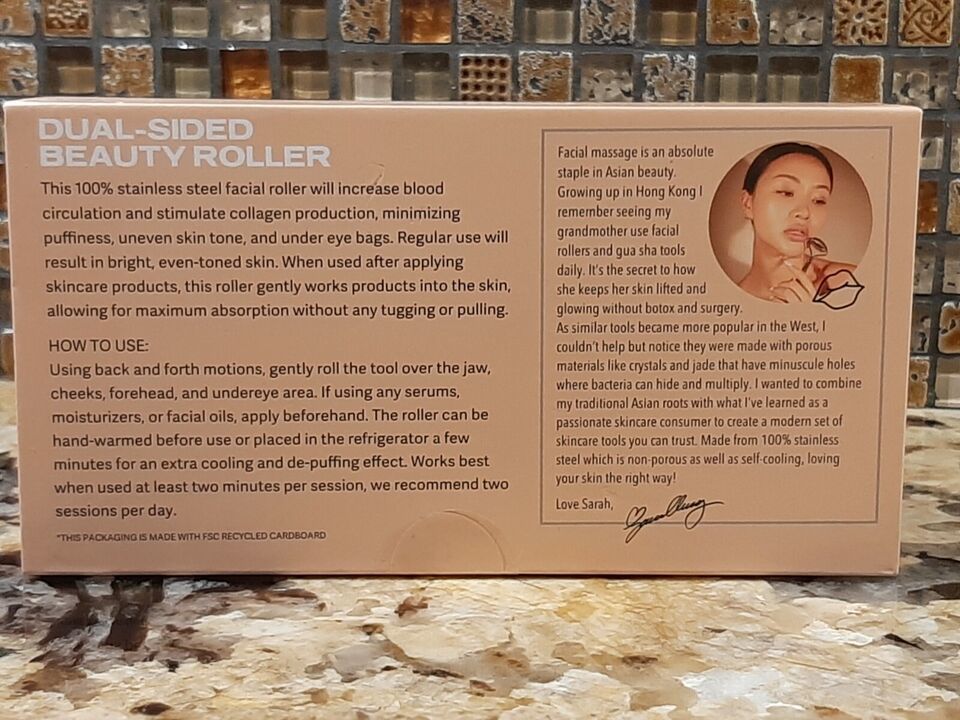 DUAL-SIDED
BEAUTY ROLLER
This 100% stainless steel facial roller will increase blood
circulation and stimulate collagen production, minimizing
puffiness, uneven skin tone, and under eye bags. Regular use will
result in bright, even-toned skin. When used after applying
skincare products, this roller gently works products into the skin,
allowing for maximum absorption without any tugging or pulling.
HOW TO USE:
Using back and forth motions, gently roll the tool over the jaw,
cheeks, forehead, and undereye area. If using any serums,
moisturizers, or facial oils, apply beforehand. The roller can be
hand-warmed before use or placed in the refrigerator a few
minutes for an extra cooling and de-puffing effect. Works best
when used at least two minutes per session, we recommend two
sessions per day.
*THIS PACKAGING IS MADE WITH FSC RECYCLED CARDBOARD
Facial massage is an absolute
staple in Asian beauty.
Growing up in Hong Kong I
remember seeing my
grandmother use facial
rollers and gua sha tools
daily. It's the secret to how
she keeps her skin lifted and
glowing without botox and surgery.
As similar tools became more popular in the West, I
couldn't help but notice they were made with porous
materials like crystals and jade that have minuscule holes
where bacteria can hide and multiply. I wanted to combine
my traditional Asian roots with what I've learned as a
passionate skincare consumer to create a modern set of
skincare tools you can trust. Made from 100% stainless
steel which is non-porous as well as self-cooling, loving
your skin the right way!
Love Sarah,